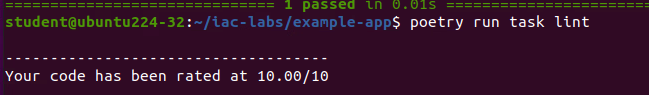 ============================== 1 passed in 0.01s ===============================
student@ubuntu224-32:~/iac-labs/example-app$ poetry run task lint
------------------------------------
Your code has been rated at 10.00/10